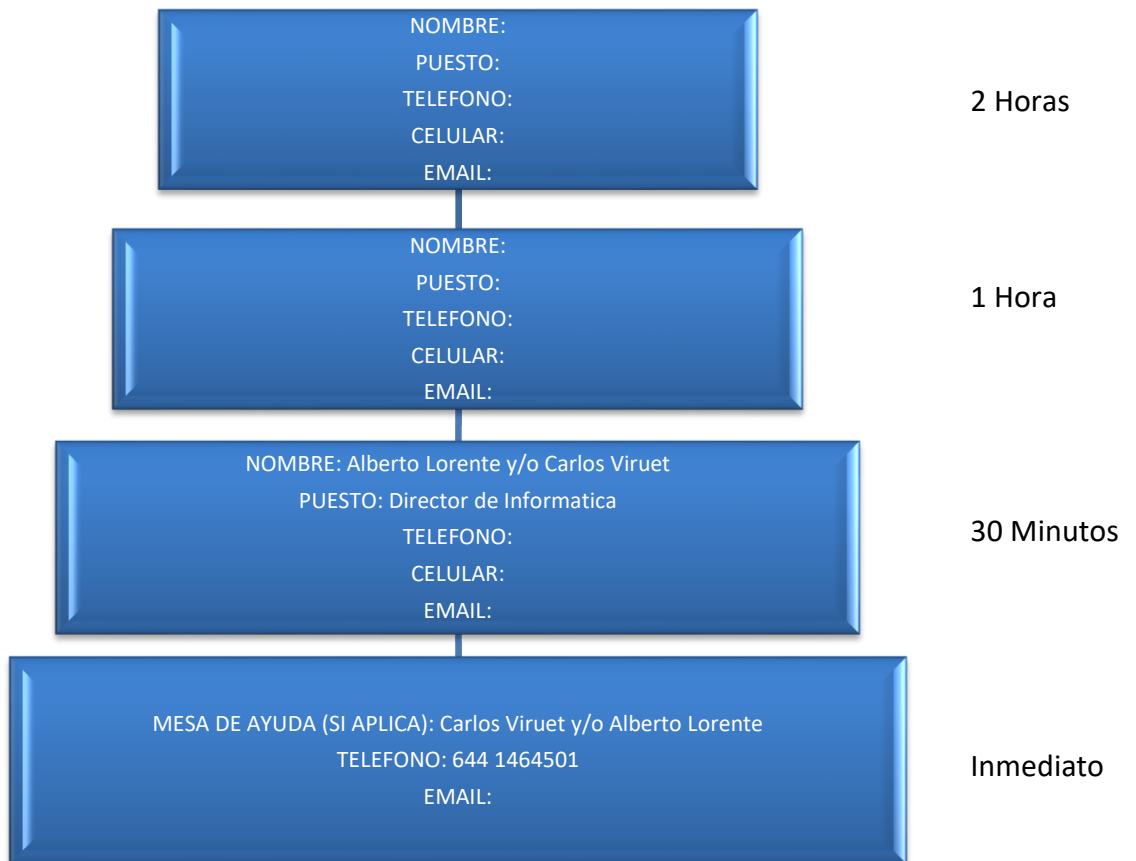 NOMBRE:
PUESTO:
TELEFONO:
CELULAR:
EMAIL:
2 Horas
NOMBRE:
PUESTO:
TELEFONO:
CELULAR:
EMAIL:
1 Hora
NOMBRE: Alberto Lorente y/o Carlos Viruet
PUESTO: Director de Informatica
TELEFONO:
CELULAR:
EMAIL:
30 Minutos
MESA DE AYUDA (SI APLICA): Carlos Viruet y/o Alberto Lorente
TELEFONO: 644 1464501
EMAIL:
Inmediato